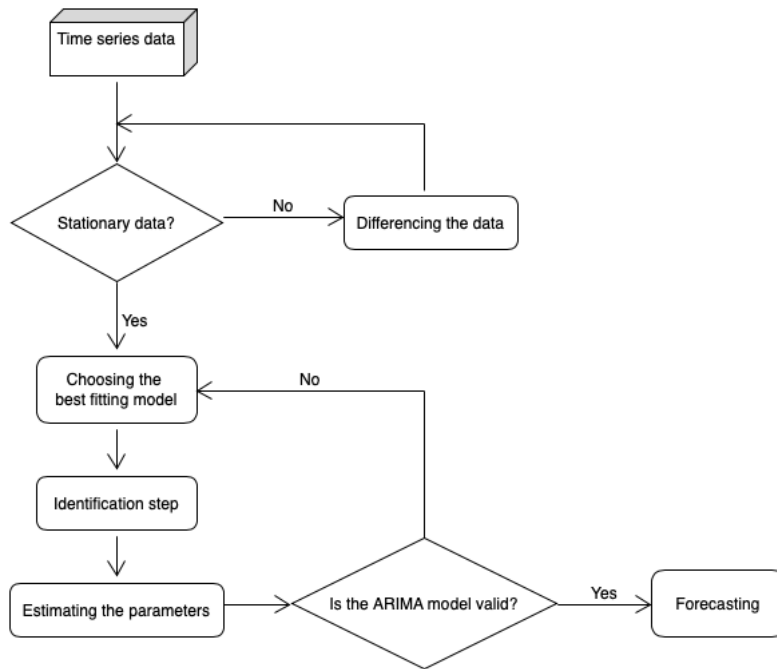 Time series data
Stationary data?
No
Differencing the data
Yes
Choosing the
best fitting model
No
Identification step
Estimating the parameters
Is the ARIMA model valid?
Yes
Forecasting